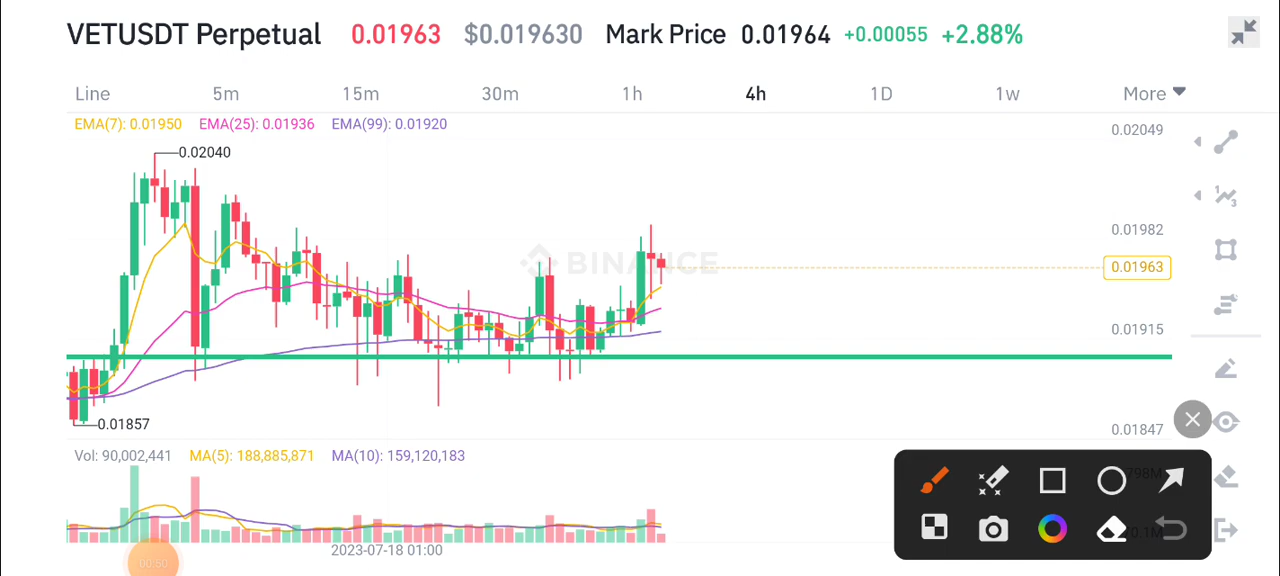 VETUSDT Perpetual 0.01963 $0.019630 Mark Price 0.01964 +0.00055 +2.88%
Line 5m 15m 30m 1h 4h 1D 1w More
EMA(7): 0.01950 EMA(25): 0.01936 EMA(99): 0.01920
0.02049
0.02040
0.01982
BINANCE
0.01963
0.01915
0.01857
0.01847
Vol: 90,002,441 MA(5): 188,885,871 MA(10): 159,120,183
798M
2023-07-18 01:00